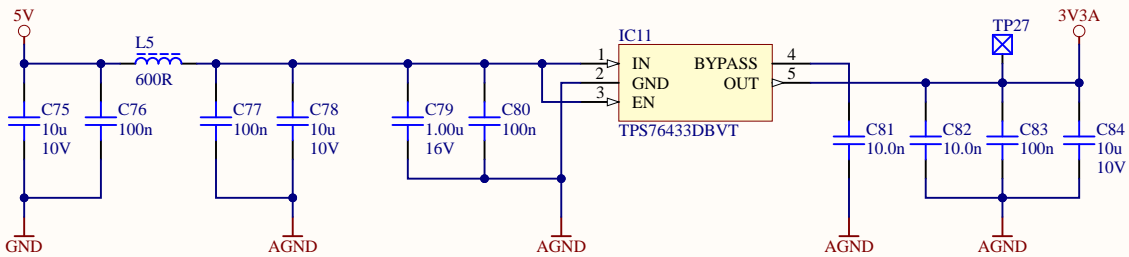 5V
L5
600R
C75
10u
10V
C76
100n
C77
100n
C78
10u
10V
C79
1.00u
16V
C80
100n
IC11
1
IN
2
GND
3
EN
BYPASS
4
OUT
5
TPS76433DBVT
TP27
3V3A
C81
10.0n
C82
10.0n
C83
100n
C84
10u
10V
GND
AGND
AGND
AGND
AGND